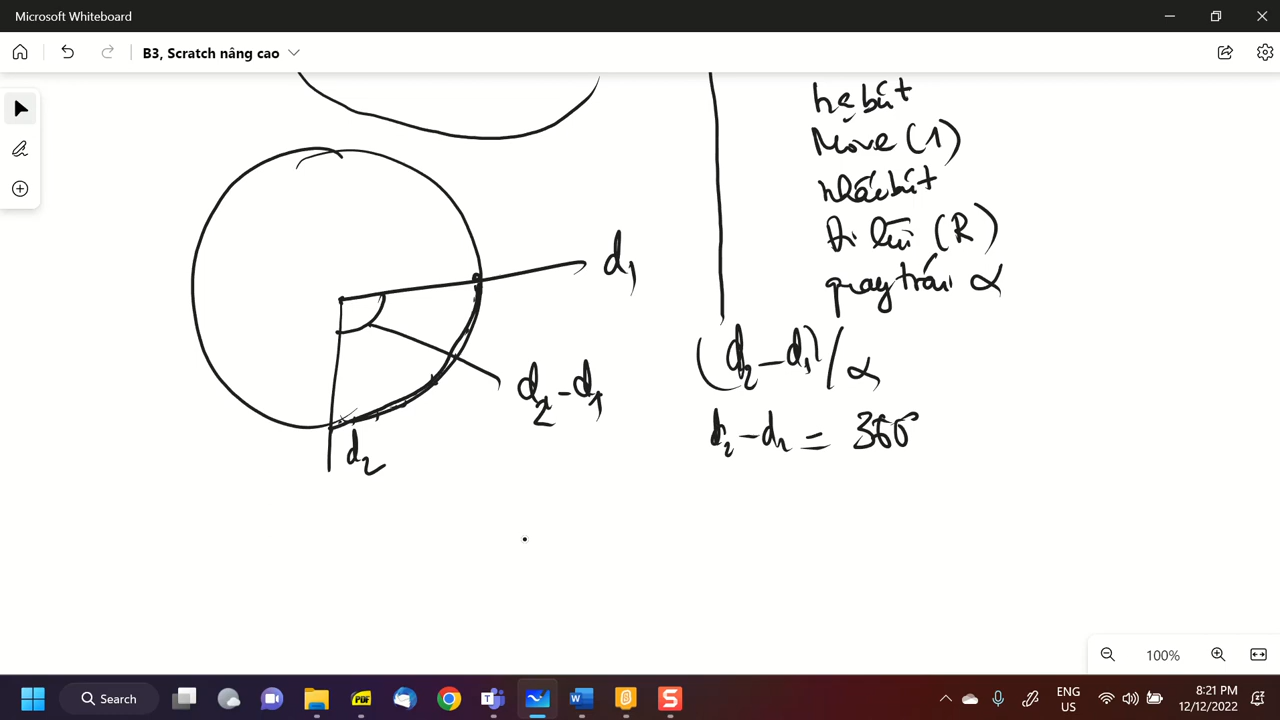 Microsoft Whiteboard
B3, Scratch nâng cao
hạ bút
Move (1)
nhấc bút
Đi lùi (R)
quay trái α
d1
d2 - d1
d2
(d2 - d1) / α
d2 - d1 = 360°
100%
Search
ENG
US
8:21 PM
12/12/2022